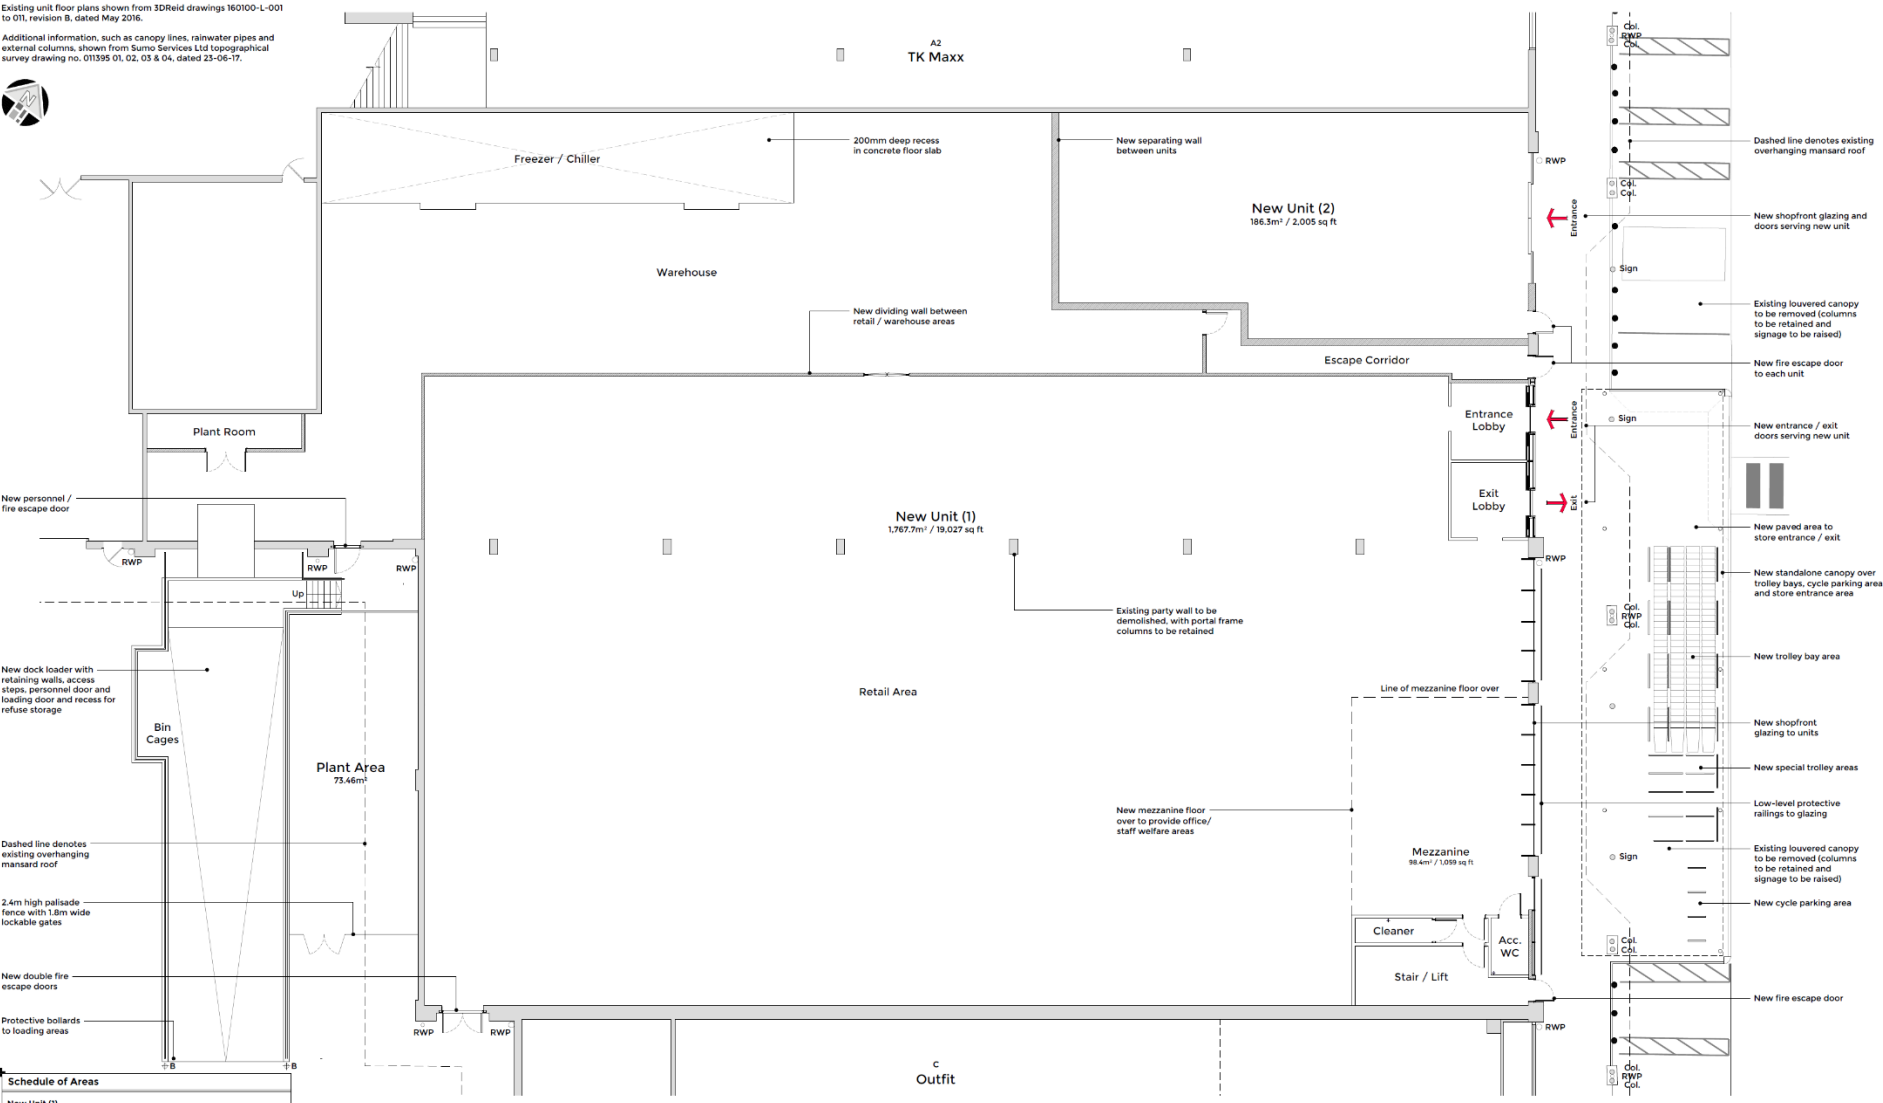 Existing unit floor plans shown from 3DReid drawings 160100-L-001
to 011, revision B, dated May 2016.
Additional information, such as canopy lines, rainwater pipes and
external columns, shown from Sumo Services Ltd topographical
survey drawing no. 011395 01, 02, 03 & 04, dated 23-06-17.
N
A2
TK Maxx
Col.
RWP
Col.
200mm deep recess
in concrete floor slab
New separating wall
between units
Dashed line denotes existing
overhanging mansard roof
Freezer / Chiller
RWP
Col.
Col.
New Unit (2)
186.3m² / 2,005 sq ft
Entrance
New shopfront glazing and
doors serving new unit
Warehouse
Sign
New dividing wall between
retail / warehouse areas
Existing louvered canopy
to be removed (columns
to be retained and
signage to be raised)
Escape Corridor
New fire escape door
to each unit
Plant Room
Entrance
Lobby
Entrance
Sign
New entrance / exit
doors serving new unit
New personnel /
fire escape door
Exit
Lobby
Exit
New Unit (1)
1,767.7m² / 19,027 sq ft
New paved area to
store entrance / exit
RWP
RWP
RWP
RWP
New standalone canopy over
trolley bays, cycle parking area
and store entrance area
Up
Existing party wall to be
demolished, with portal frame
columns to be retained
Col.
RWP
Col.
New dock loader with
retaining walls, access
steps, personnel door and
loading door and recess for
refuse storage
New trolley bay area
Retail Area
Line of mezzanine floor over
Bin
Cages
New shopfront
glazing to units
Plant Area
73.46m²
New special trolley areas
New mezzanine floor
over to provide office/
staff welfare areas
Low-level protective
railings to glazing
Dashed line denotes
existing overhanging
mansard roof
Mezzanine
98.4m² / 1,059 sq ft
Sign
Existing louvered canopy
to be removed (columns
to be retained and
signage to be raised)
2.4m high palisade
fence with 1.8m wide
lockable gates
New cycle parking area
Cleaner
Acc.
WC
Col.
Col.
New double fire
escape doors
Stair / Lift
New fire escape door
Protective bollards
to loading areas
RWP
RWP
RWP
B
B
C
Outfit
Col.
RWP
Col.
Schedule of Areas
New Unit (1)